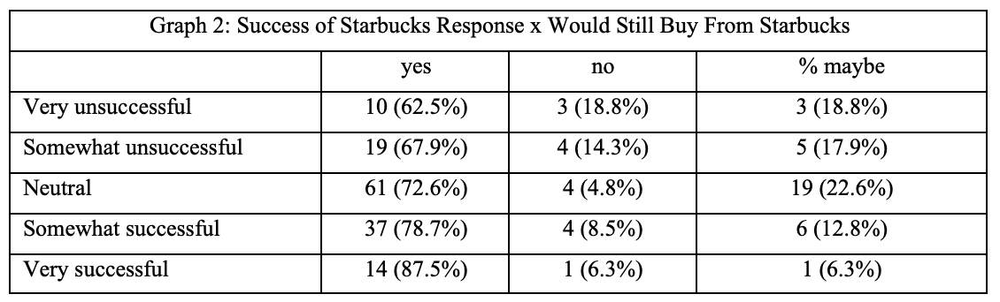 Graph 2: Success of Starbucks Response x Would Still Buy From Starbucks
yes no % maybe
Very unsuccessful 10 (62.5%) 3 (18.8%) 3 (18.8%)
Somewhat unsuccessful 19 (67.9%) 4 (14.3%) 5 (17.9%)
Neutral 61 (72.6%) 4 (4.8%) 19 (22.6%)
Somewhat successful 37 (78.7%) 4 (8.5%) 6 (12.8%)
Very successful 14 (87.5%) 1 (6.3%) 1 (6.3%)